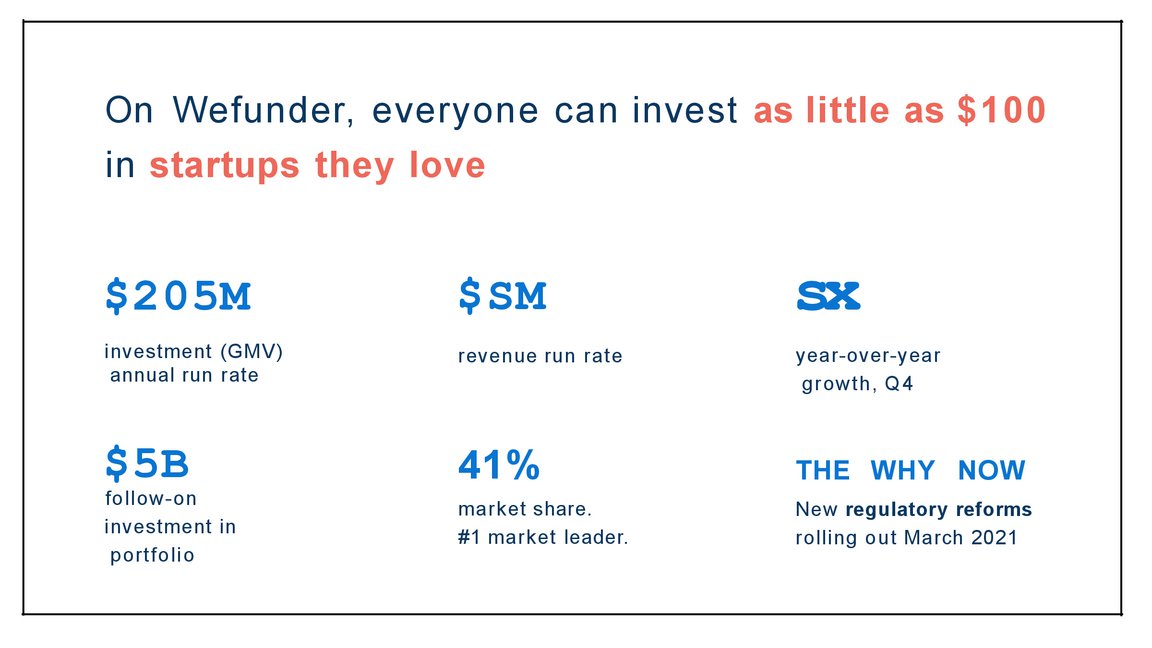 On Wefunder, everyone can invest as little as $100
in startups they love
$205M
investment (GMV)
annual run rate
$SM
revenue run rate
SX
year-over-year
growth, Q4
$5B
follow-on
investment in
portfolio
41%
market share.
#1 market leader.
THE WHY NOW
New regulatory reforms
rolling out March 2021